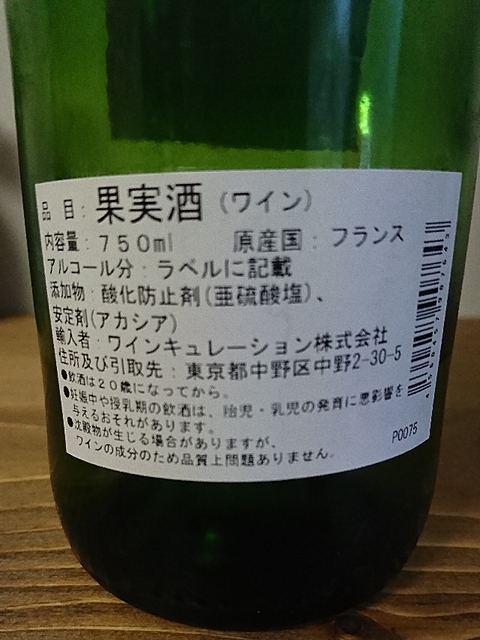 品 目:果実酒(ワイン)
内容量:750ml 原産国:フランス
アルコール分:ラベルに記載
添加物:酸化防止剤(亜硫酸塩)、
安定剤(アカシア)
輸入者:ワインキュレーション株式会社
住所及び引取先:東京都中野区中野2-30-5
●飲酒は20歳になってから。
●妊娠中や授乳期の飲酒は、胎児・乳児の発育に悪影響を
与えるおそれがあります。
●沈殿物が生じる場合がありますが、
ワインの成分のため品質上問題ありません。
P0075